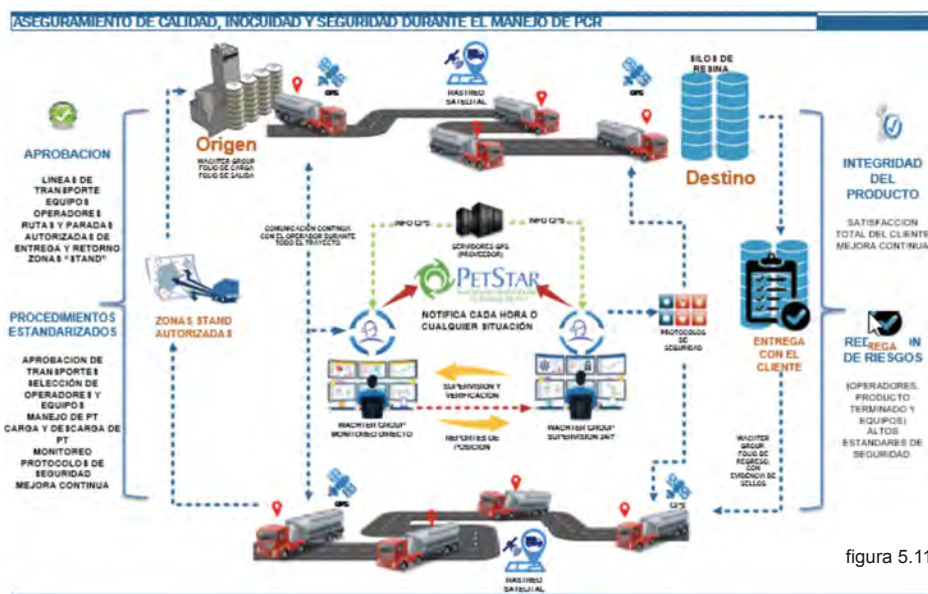 ASEGURAMIENTO DE CALIDAD, INOCUIDAD Y SEGURIDAD DURANTE EL MANEJO DE PCR
APROBACION
LINEAS DE
TRANSPORTE
EQUIPOS
OPERADORES
RUTAS Y PARADAS
AUTORIZADAS DE
ENTREGA Y RETORNO
ZONAS "STAND"
PROCEDIMIENTOS
ESTANDARIZADOS
APROBACION DE
TRANSPORTES
SELECCIÓN DE
OPERADORES Y
EQUIPOS
MANEJO DE PT
CARGA Y DESCARGA DE
PT
MONITOREO
PROTOCOLOS DE
SEGURIDAD
MEJORA CONTINUA
Origen
WACHTER GROUP
FOLIO DE CARGA
FOLIO DE SALIDA
GPS
RASTREO
SATELITAL
GPS
SILOS DE
RESINA
Destino
COMUNICACIÓN CONTINUA
CON EL OPERADOR DURANTE
TODO EL TRAYECTO
INFO GPS
INFO GPS
SERVIDORES GPS
(PROVEEDOR)
PETSTAR
NOTIFICA CADA HORA O
CUALQUIER SITUACIÓN
ZONAS STAND
AUTORIZADAS
PROTOCOLOS
DE
SEGURIDAD
SUPERVISION Y
VERIFICACION
WACHTER GROUP
MONITOREO DIRECTO
REPORTES DE
POSICION
WACHTER GROUP
SUPERVISION 24/7
ENTREGA
CON EL
CLIENTE
WACHTER
GROUP
FOLIO DE
REGRESO,
CON
EVIDENCIA DE
SELLOS
GPS
GPS
RASTREO
SATELITAL
INTEGRIDAD
DEL
PRODUCTO
SATISFACCION
TOTAL DEL CLIENTE
MEJORA CONTINUA
REGA
DE RIESGOS
(OPERADORES,
PRODUCTO
TERMINADO Y
EQUIPOS)
ALTOS
ESTANDARES DE
SEGURIDAD.
figura 5.11